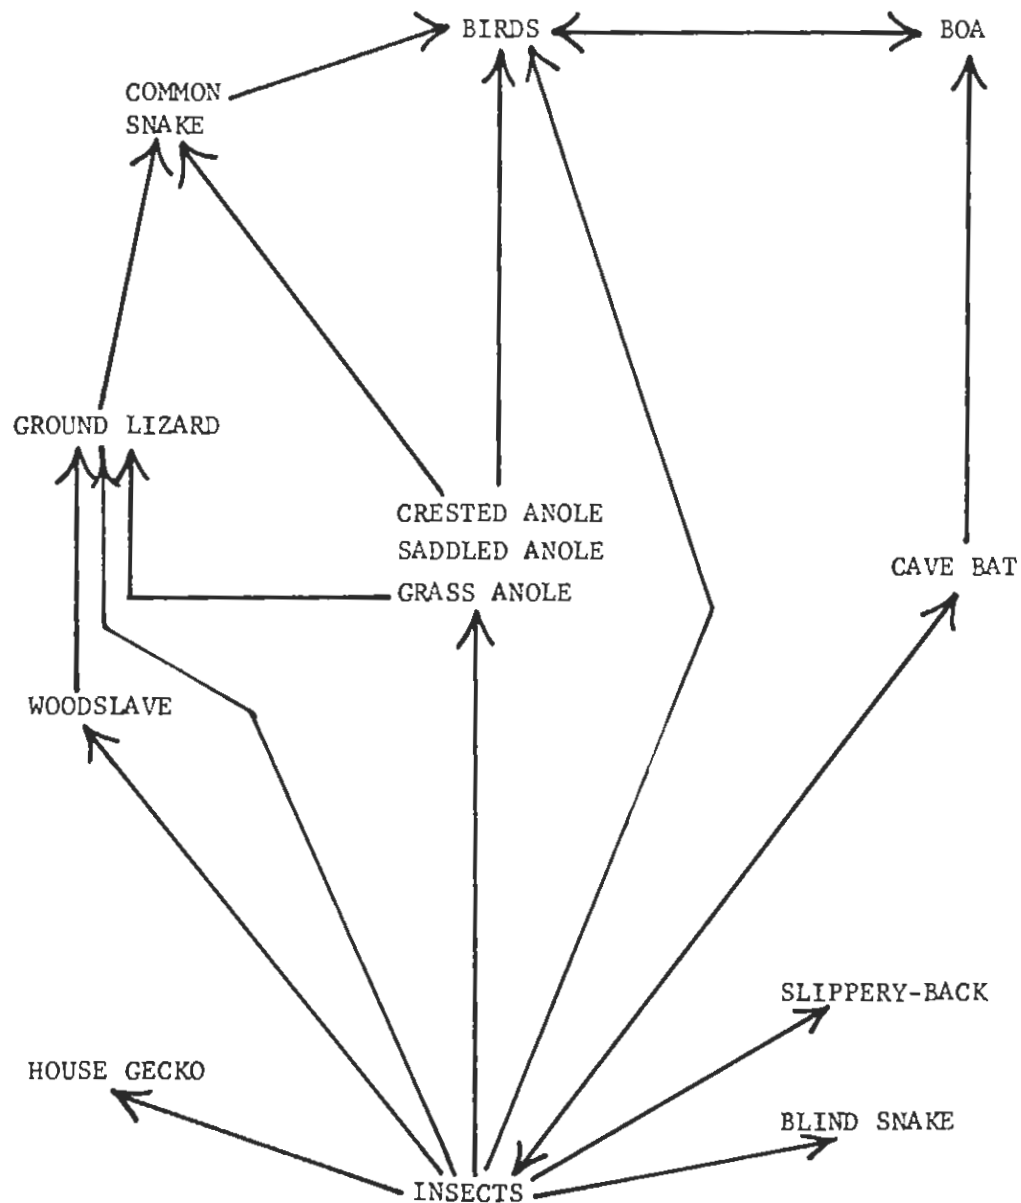 BIRDS
BOA
COMMON
SNAKE
GROUND LIZARD
CRESTED ANOLE
SADDLED ANOLE
GRASS ANOLE
CAVE BAT
WOODSLAVE
SLIPPERY-BACK
HOUSE GECKO
BLIND SNAKE
INSECTS